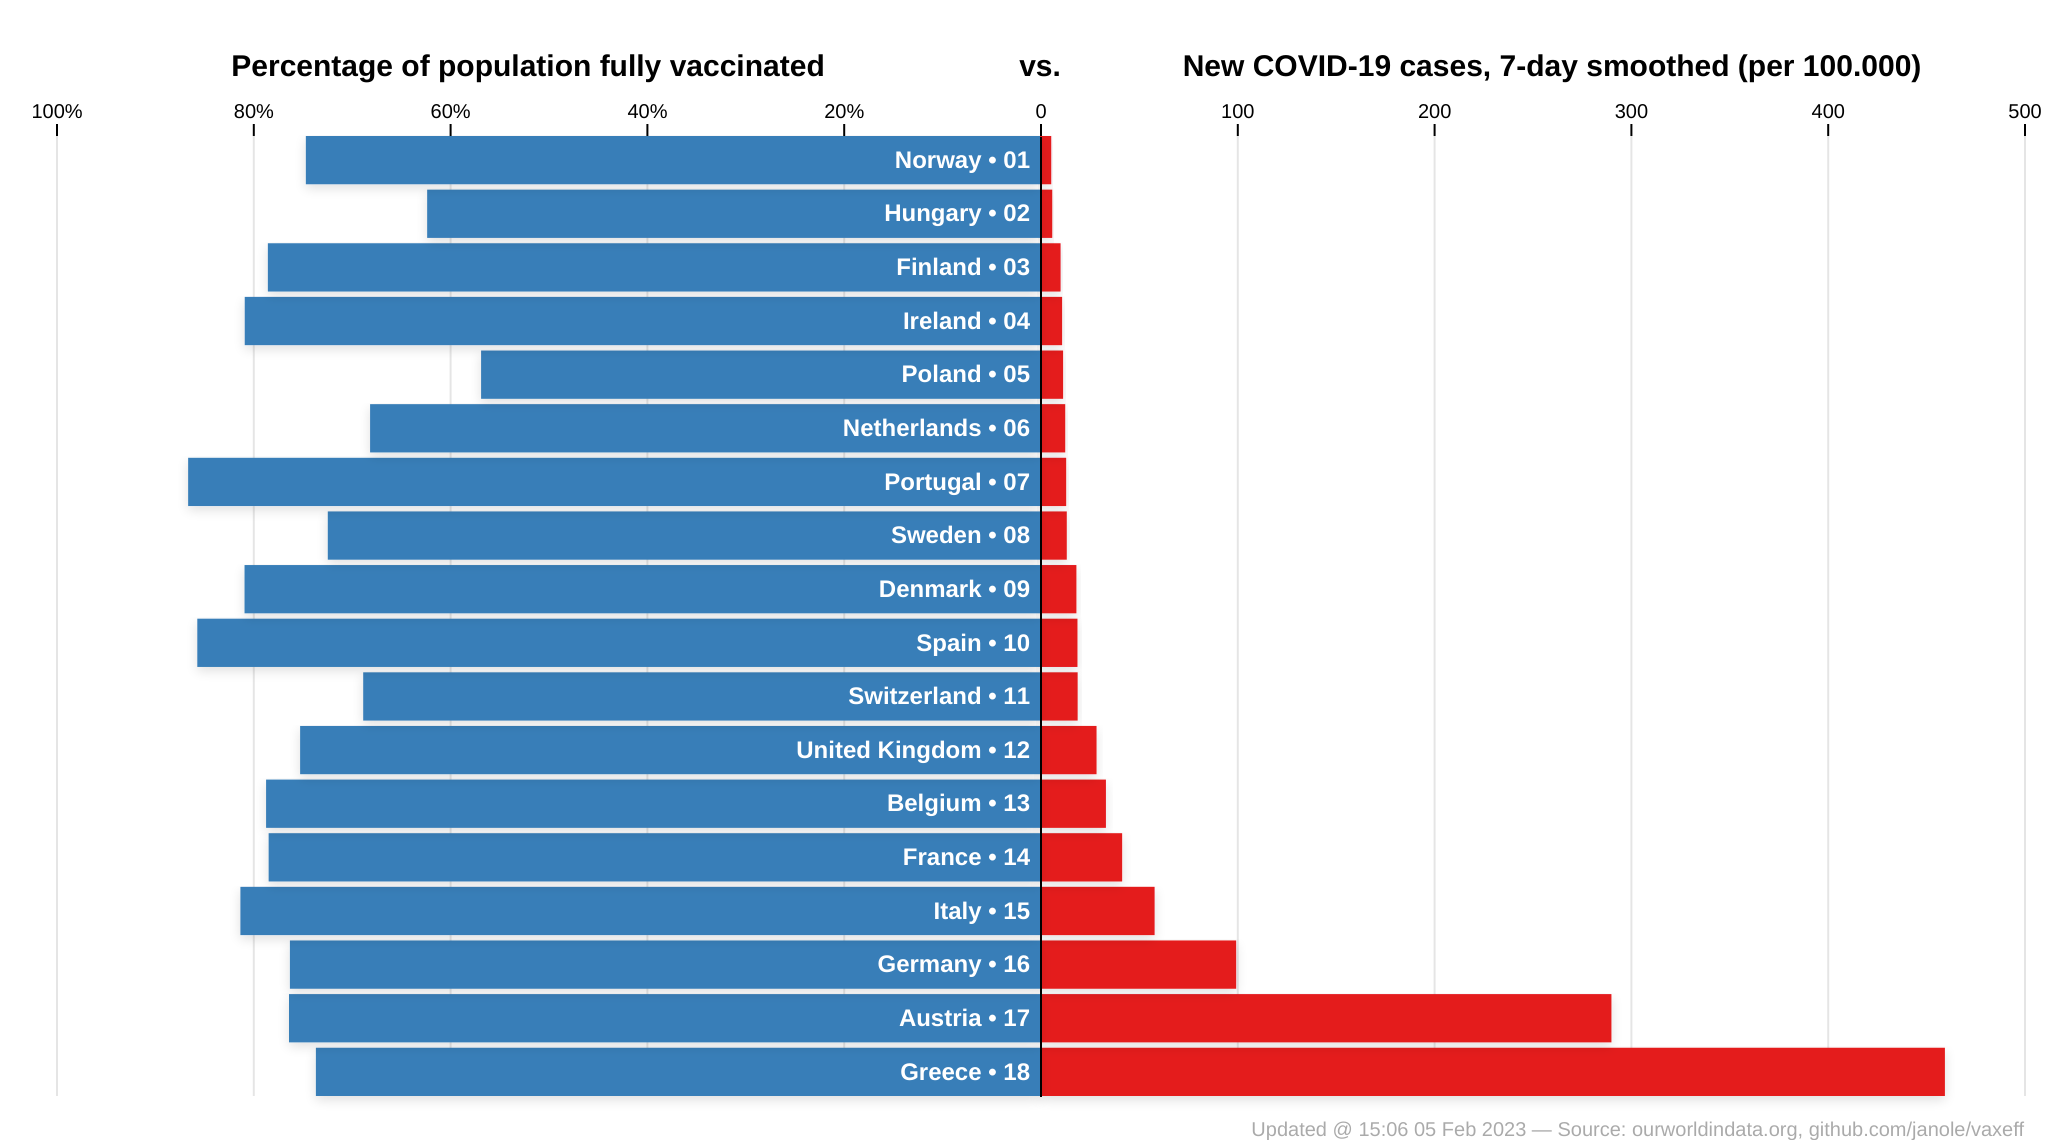 Percentage of population fully vaccinated vs. New COVID-19 cases, 7-day smoothed (per 100.000)
100% 80% 60% 40% 20% 0 100 200 300 400 500
Norway • 01
Hungary • 02
Finland • 03
Ireland • 04
Poland • 05
Netherlands • 06
Portugal • 07
Sweden • 08
Denmark • 09
Spain • 10
Switzerland • 11
United Kingdom • 12
Belgium • 13
France • 14
Italy • 15
Germany • 16
Austria • 17
Greece • 18
Updated @ 15:06 05 Feb 2023 — Source: ourworldindata.org, github.com/janole/vaxeff